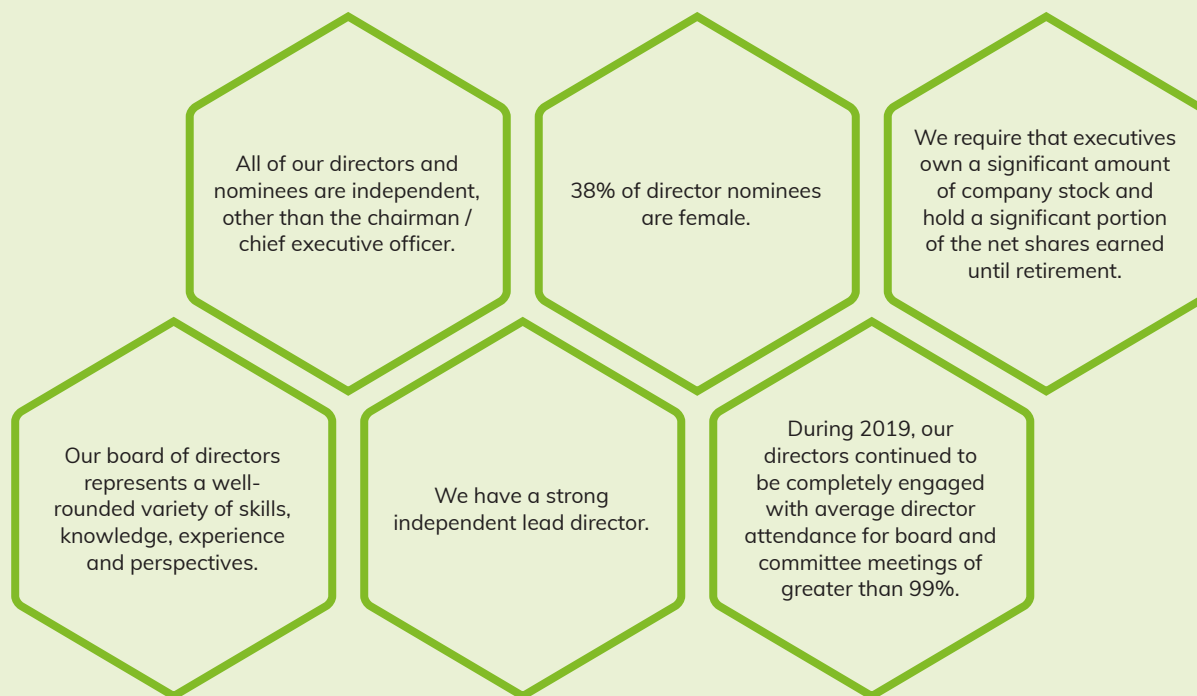 All of our directors and
nominees are independent,
other than the chairman /
chief executive officer.
38% of director nominees
are female.
We require that executives
own a significant amount
of company stock and
hold a significant portion
of the net shares earned
until retirement.
Our board of directors
represents a well-
rounded variety of skills,
knowledge, experience
and perspectives.
We have a strong
independent lead director.
During 2019, our
directors continued to
be completely engaged
with average director
attendance for board and
committee meetings of
greater than 99%.